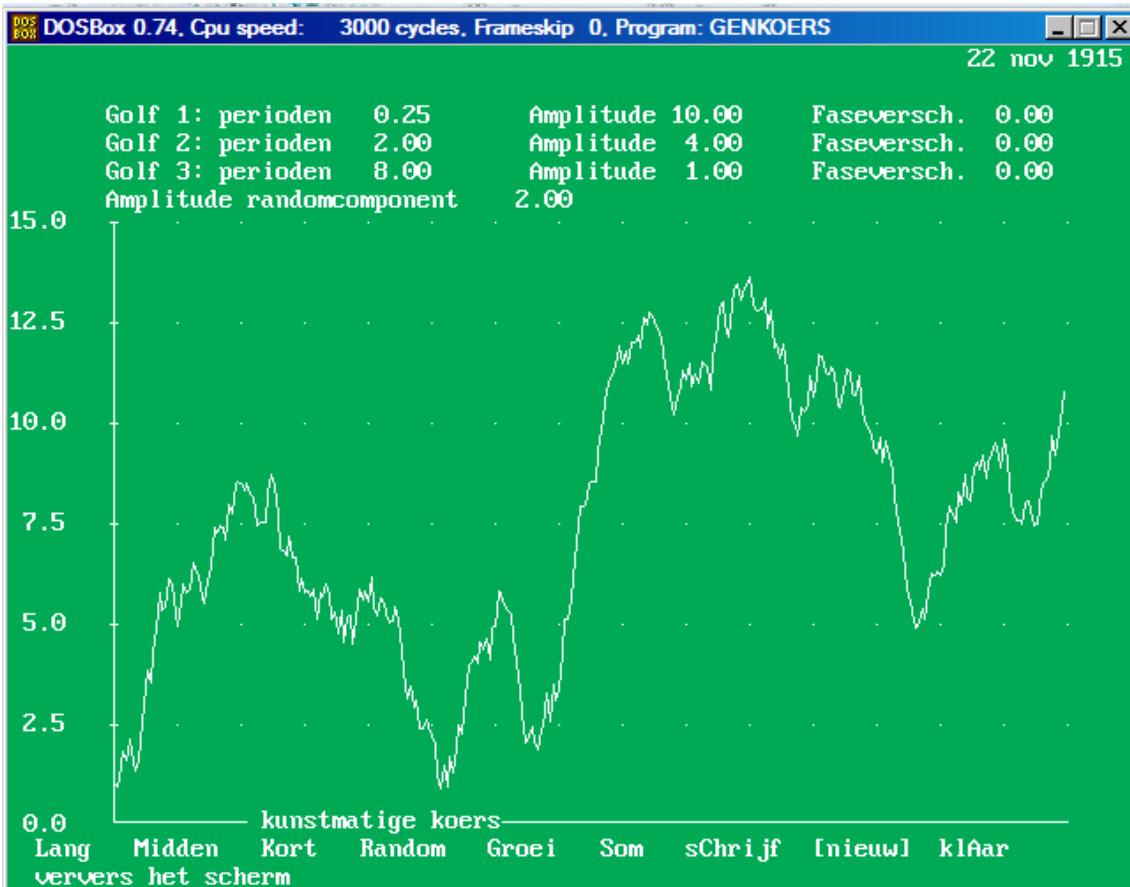 DOS BOX DOSBox 0.74, Cpu speed: 3000 cycles, Frameskip 0, Program: GENKOERS
22 nov 1915
Golf 1: perioden 0.25 Amplitude 10.00 Faseversch. 0.00
Golf 2: perioden 2.00 Amplitude 4.00 Faseversch. 0.00
Golf 3: perioden 8.00 Amplitude 1.00 Faseversch. 0.00
Amplitude randomcomponent 2.00
15.0
12.5
10.0
7.5
5.0
2.5
0.0 kunstmatige koers
Lang Midden Kort Random Groei Som sChrijf [nieuw] klAar
ververs het scherm